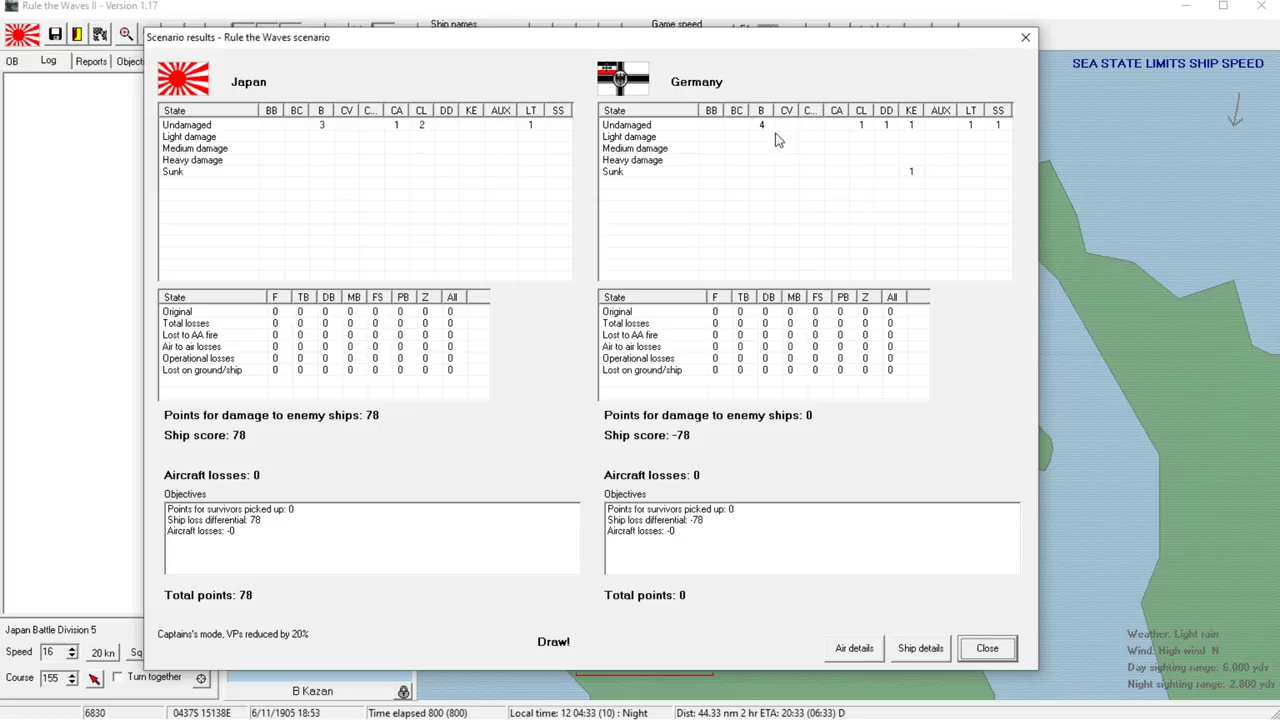 Rule the Waves II - Version 1.17
Ship names
Game speed
OB Log Reports Object
Scenario results - Rule the Waves scenario
SEA STATE LIMITS SHIP SPEED
Japan
State BB BC B CV C... CA CL DD KE AUX LT SS
Undamaged 3 1 2 1
Light damage
Medium damage
Heavy damage
Sunk
Germany
State BB BC B CV C... CA CL DD KE AUX LT SS
Undamaged 4 1 1 1 1 1
Light damage
Medium damage
Heavy damage
Sunk 1
State F TB DB MB FS PB Z All
Original 0 0 0 0 0 0 0 0
Total losses 0 0 0 0 0 0 0 0
Lost to AA fire 0 0 0 0 0 0 0 0
Air to air losses 0 0 0 0 0 0 0 0
Operational losses 0 0 0 0 0 0 0 0
Lost on ground/ship 0 0 0 0 0 0 0 0
State F TB DB MB FS PB Z All
Original 0 0 0 0 0 0 0 0
Total losses 0 0 0 0 0 0 0 0
Lost to AA fire 0 0 0 0 0 0 0 0
Air to air losses 0 0 0 0 0 0 0 0
Operational losses 0 0 0 0 0 0 0 0
Lost on ground/ship 0 0 0 0 0 0 0 0
Points for damage to enemy ships: 78
Ship score: 78
Aircraft losses: 0
Objectives
Points for survivors picked up: 0
Ship loss differential: 78
Aircraft losses: -0
Total points: 78
Points for damage to enemy ships: 0
Ship score: -78
Aircraft losses: 0
Objectives
Points for survivors picked up: 0
Ship loss differential: -78
Aircraft losses: -0
Total points: 0
Captains's mode, VPs reduced by 20%
Draw!
Air details Ship details Close
Japan Battle Division 5
Speed 16 20 kn Sq
Course 155 Turn together
B Kazan
Weather: Light rain
Wind: High wind N
Day sighting range: 6,000 yds
Night sighting range: 2,800 yds
6830 0437S 15138E 6/11/1905 18:53 Time elapsed 800 (800) Local time: 12 04:33 (10) : Night Dist: 44.33 nm 2 hr ETA: 20:33 (06:33) D